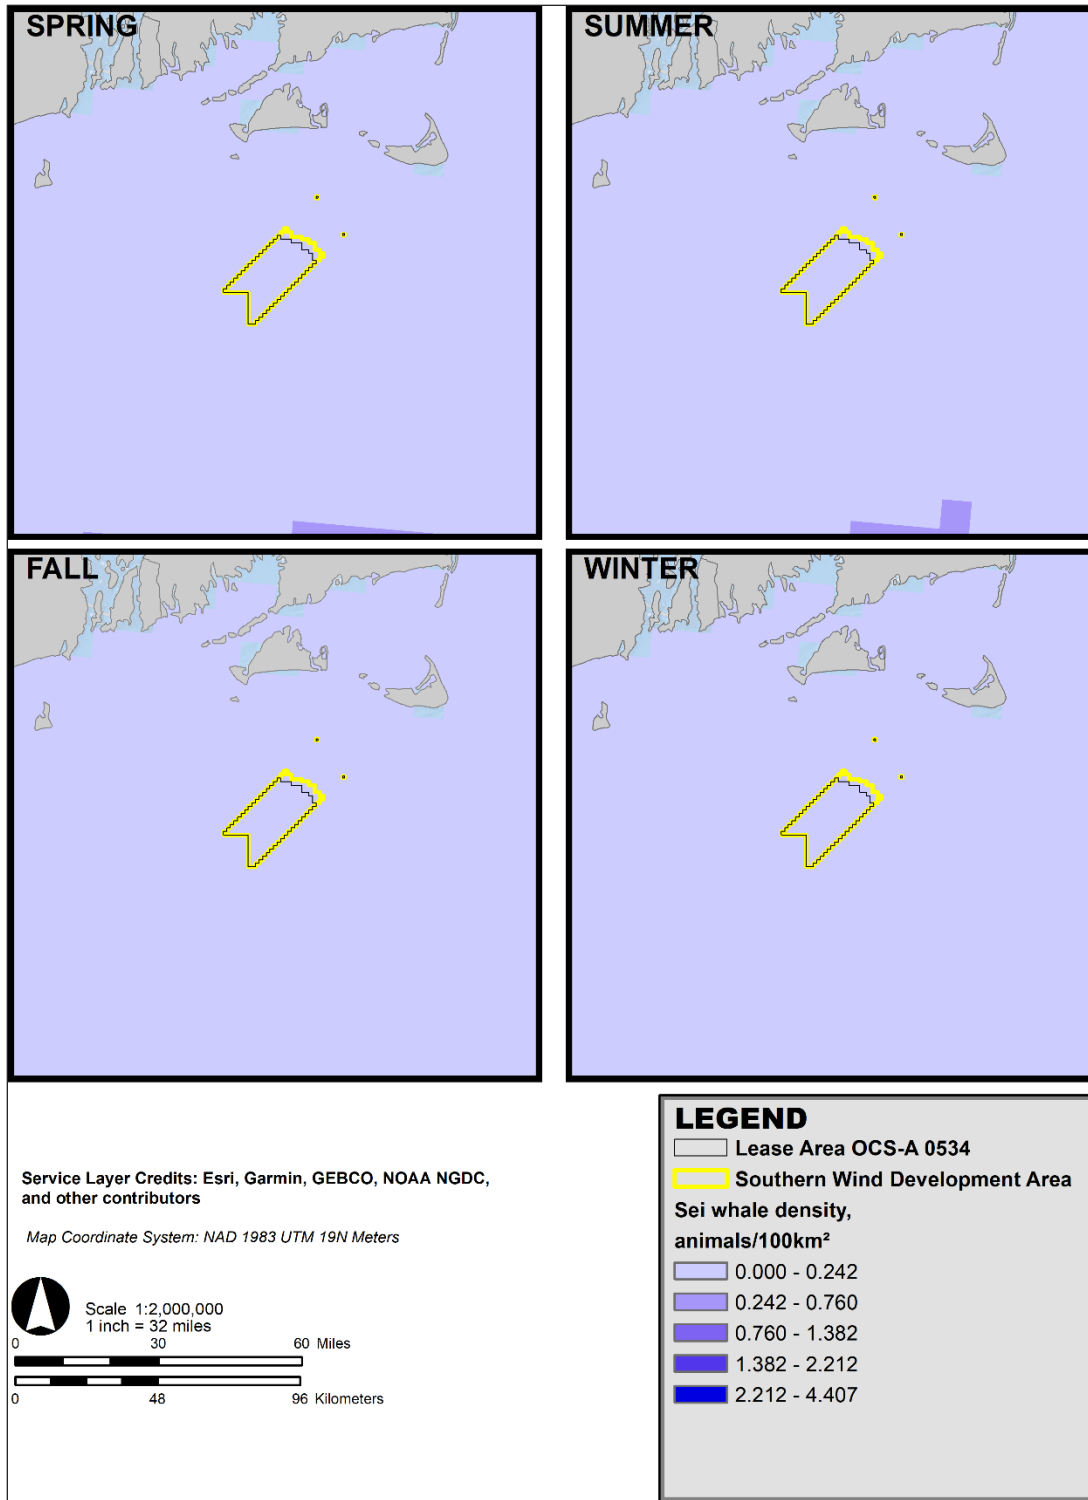 SPRING
SUMMER
FALL
WINTER
Service Layer Credits: Esri, Garmin, GEBCO, NOAA NGDC,
and other contributors
Map Coordinate System: NAD 1983 UTM 19N Meters
Scale 1:2,000,000
1 inch = 32 miles
0 30 60 Miles
0 48 96 Kilometers
LEGEND
Lease Area OCS-A 0534
Southern Wind Development Area
Sei whale density,
animals/100km²
0.000 - 0.242
0.242 - 0.760
0.760 - 1.382
1.382 - 2.212
2.212 - 4.407